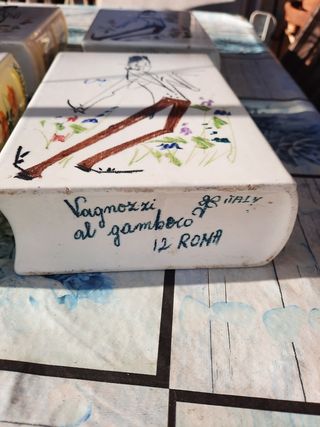 Vagnozzi
al gambero
12 ROMA
ITALY